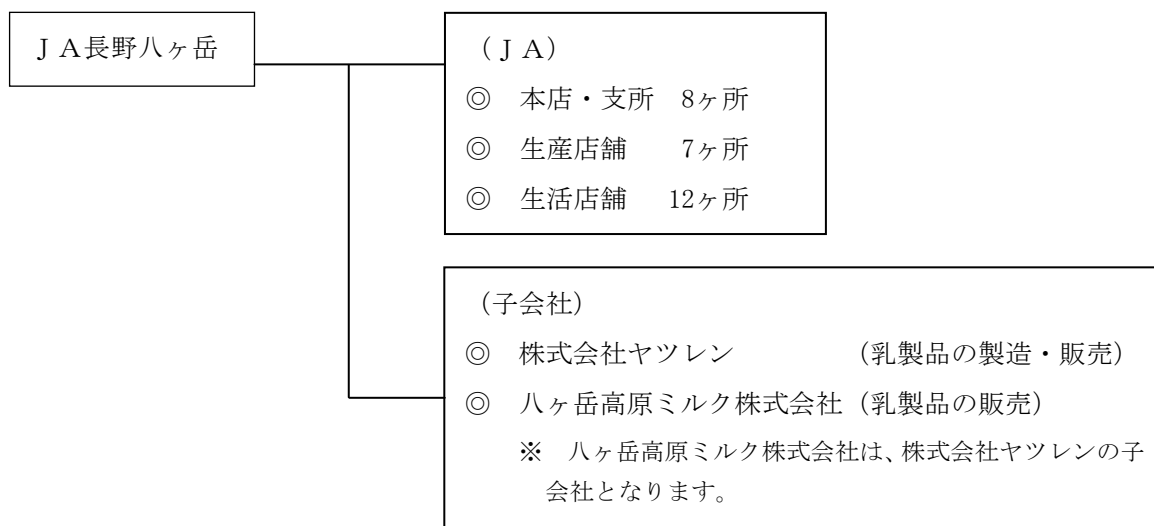 ＪＡ長野八ヶ岳
（ＪＡ）
◎　本店・支所　8ヶ所
◎　生産店舗　　7ヶ所
◎　生活店舗　12ヶ所
（子会社）
◎　株式会社ヤツレン　　　　（乳製品の製造・販売）
◎　八ヶ岳高原ミルク株式会社（乳製品の販売）
※　八ヶ岳高原ミルク株式会社は、株式会社ヤツレンの子
会社となります。